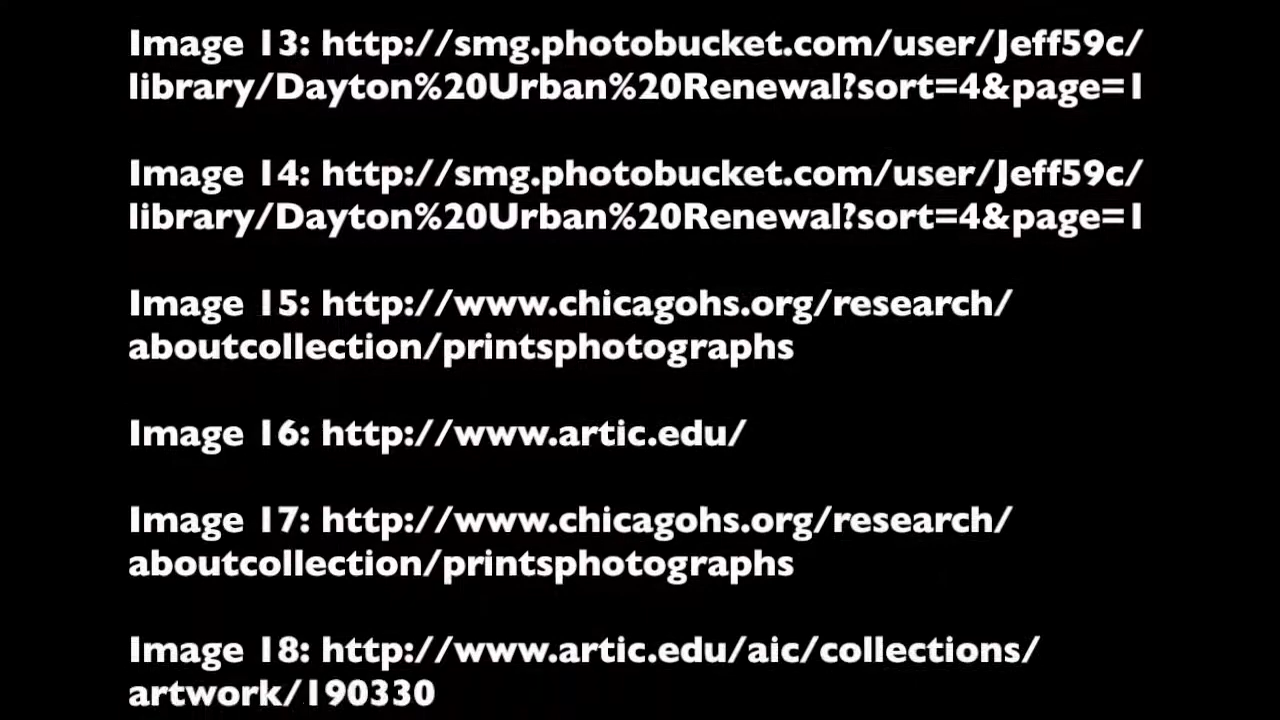 Image 13: http://smg.photobucket.com/user/Jeff59c/
library/Dayton%20Urban%20Renewal?sort=4&page=1
Image 14: http://smg.photobucket.com/user/Jeff59c/
library/Dayton%20Urban%20Renewal?sort=4&page=1
Image 15: http://www.chicagohs.org/research/
aboutcollection/printsphotographs
Image 16: http://www.artic.edu/
Image 17: http://www.chicagohs.org/research/
aboutcollection/printsphotographs
Image 18: http://www.artic.edu/aic/collections/
artwork/190330